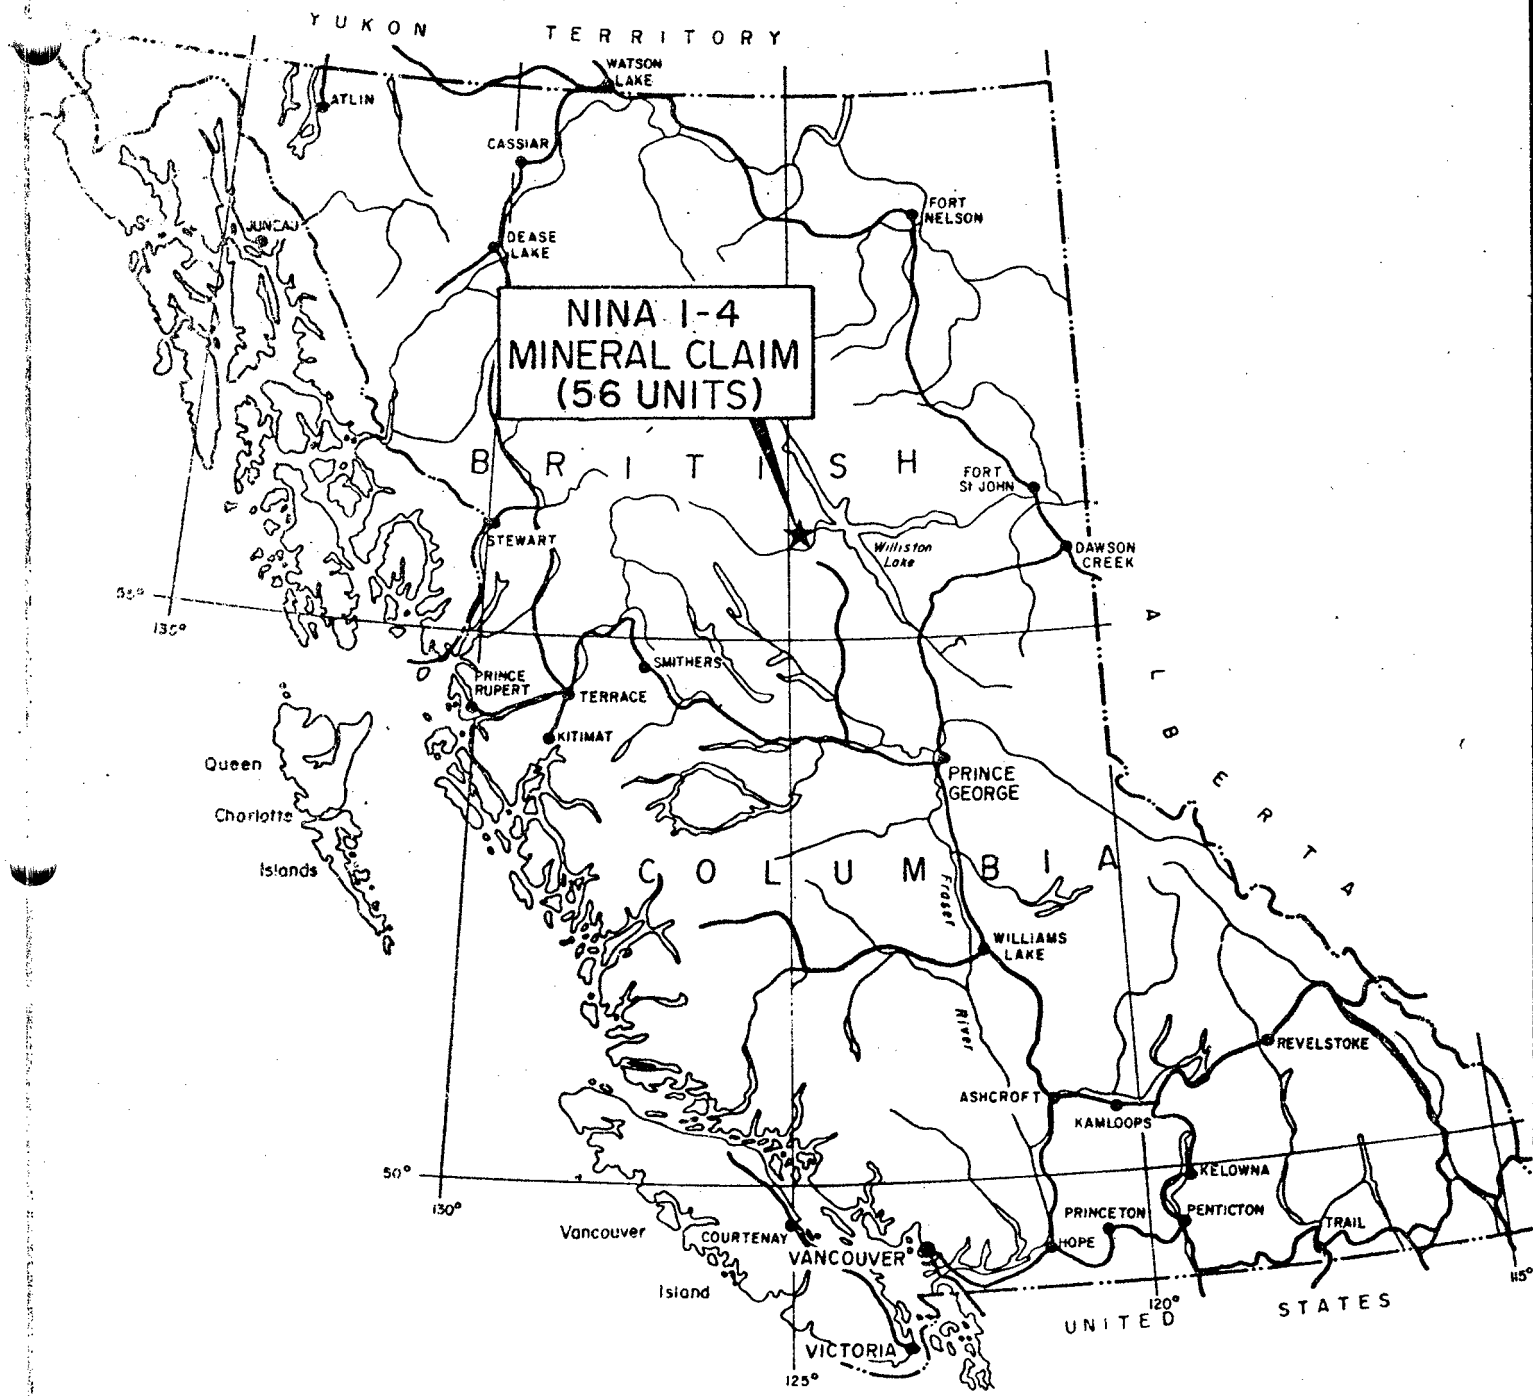 YUKON TERRITORY
WATSON
LAKE
ATLIN
CASSIAR
FORT
NELSON
JUNEAU
DEASE
LAKE
NINA 1-4
MINERAL CLAIM
(56 UNITS)
BRITISH
FORT
St JOHN
STEWART
Williston
Lake
DAWSON
CREEK
55°
135°
ALBERTA
SMITHERS
PRINCE
RUPERT
TERRACE
KITIMAT
Queen
Charlotte
Islands
PRINCE
GEORGE
COLUMBIA
Fraser
River
WILLIAMS
LAKE
REVELSTOKE
ASHCROFT
KAMLOOPS
50°
130°
KELOWNA
PRINCETON
PENTICTON
TRAIL
HOPE
Vancouver
Island
COURTENAY
VANCOUVER
VICTORIA
125°
120°
115°
UNITED STATES